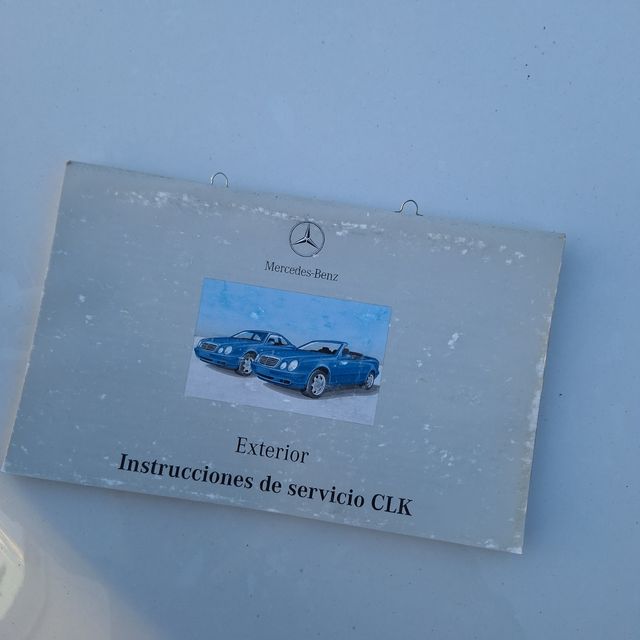 Mercedes-Benz
Exterior
Instrucciones de servicio CLK